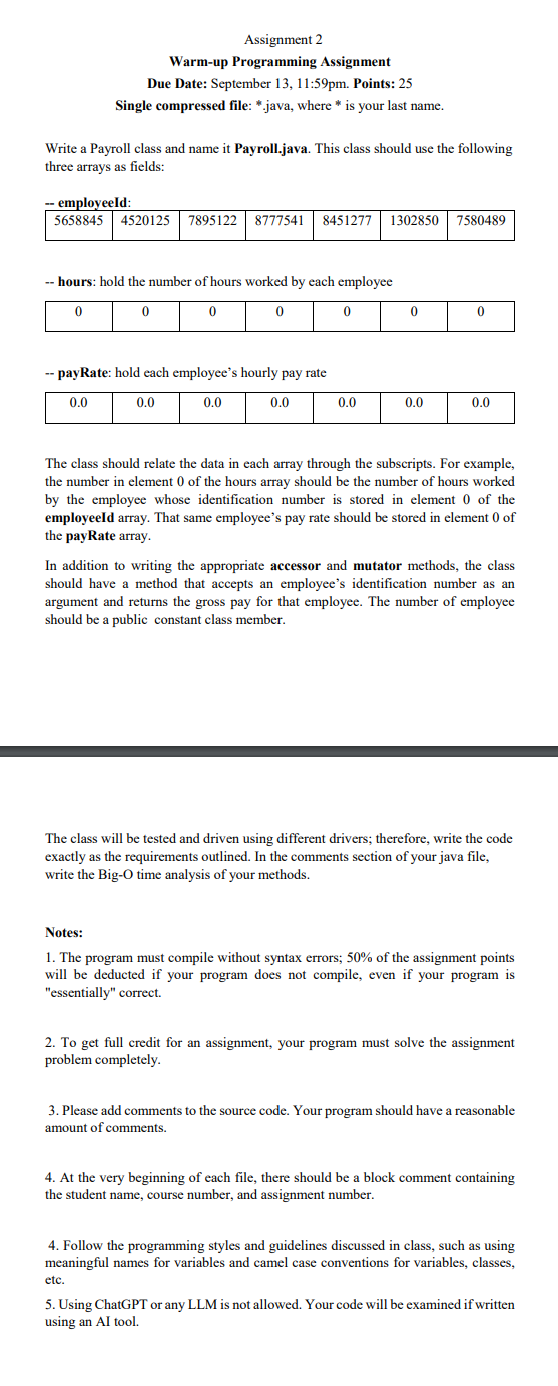 Assignment 2
Warm-up Programming Assignment
Due Date: September 13, 11:59pm. Points: 25
Single compressed file: *.java, where * is your last name.
Write a Payroll class and name it Payroll.java. This class should use the following
three arrays as fields:
-- employeeId:
5658845 4520125 7895122 8777541 8451277 1302850 7580489
-- hours: hold the number of hours worked by each employee
0 0 0 0 0 0 0
-- payRate: hold each employee's hourly pay rate
0.0 0.0 0.0 0.0 0.0 0.0 0.0
The class should relate the data in each array through the subscripts. For example,
the number in element 0 of the hours array should be the number of hours worked
by the employee whose identification number is stored in element 0 of the
employeeId array. That same employee's pay rate should be stored in element 0 of
the payRate array.
In addition to writing the appropriate accessor and mutator methods, the class
should have a method that accepts an employee's identification number as an
argument and returns the gross pay for that employee. The number of employee
should be a public constant class member.
The class will be tested and driven using different drivers; therefore, write the code
exactly as the requirements outlined. In the comments section of your java file,
write the Big-O time analysis of your methods.
Notes:
1. The program must compile without syntax errors; 50% of the assignment points
will be deducted if your program does not compile, even if your program is
"essentially" correct.
2. To get full credit for an assignment, your program must solve the assignment
problem completely.
3. Please add comments to the source code. Your program should have a reasonable
amount of comments.
4. At the very beginning of each file, there should be a block comment containing
the student name, course number, and assignment number.
4. Follow the programming styles and guidelines discussed in class, such as using
meaningful names for variables and camel case conventions for variables, classes,
etc.
5. Using ChatGPT or any LLM is not allowed. Your code will be examined if written
using an AI tool.